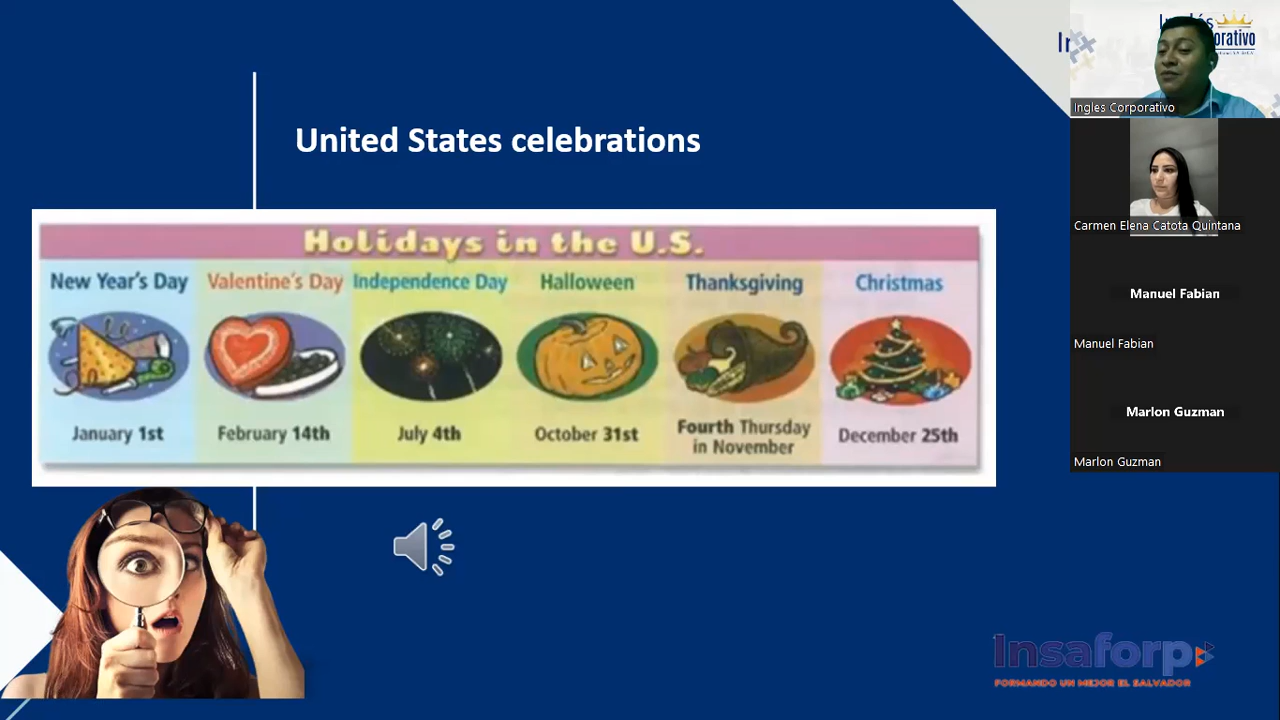 United States celebrations
Holidays in the U.S.
New Year's Day
Valentine's Day
Independence Day
Halloween
Thanksgiving
Christmas
January 1st
February 14th
July 4th
October 31st
Fourth Thursday
in November
December 25th
Insaforp
FORMANDO UN MEJOR EL SALVADOR
Ingles Corporativo
Carmen Elena Catota Quintana
Manuel Fabian
Manuel Fabian
Marlon Guzman
Marlon Guzman